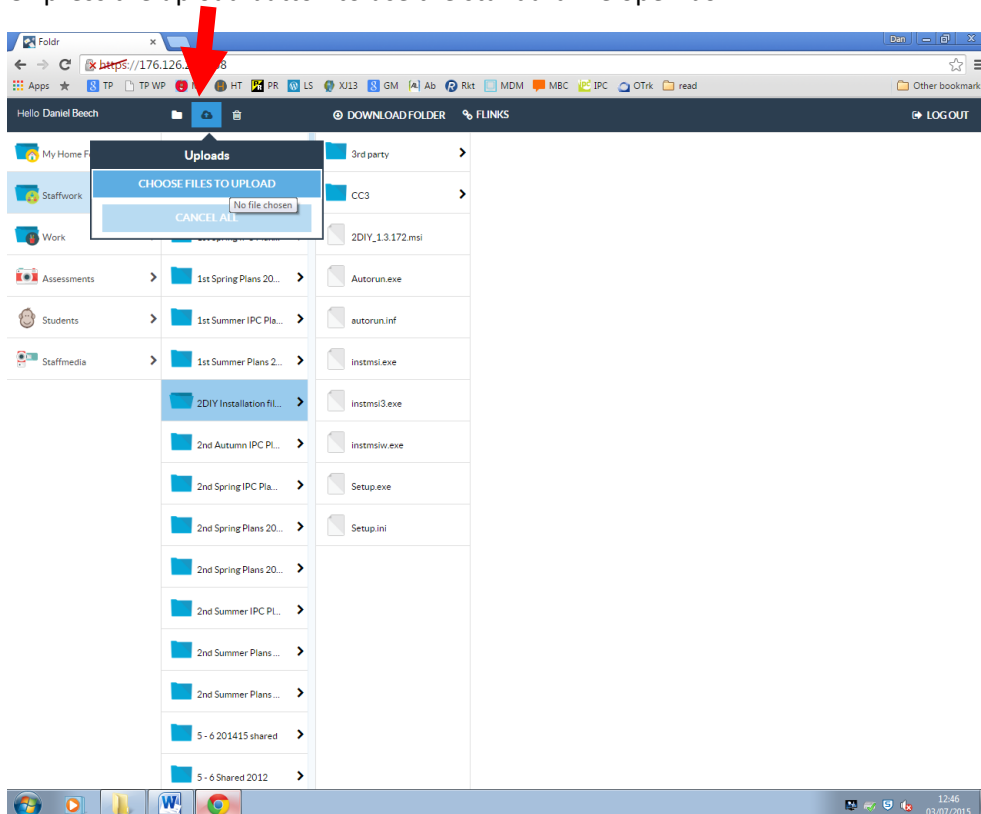 Foldr
Dan
https://176.126.2
Apps TP TP WP HT PR LS XJ13 GM Ab Rkt MDM MBC IPC OTrk read Other bookmark
Hello Daniel Beech DOWNLOAD FOLDER FLINKS LOG OUT
My Home F
Uploads
3rd party
Staffwork
CHOOSE FILES TO UPLOAD
No file chosen
CC3
CANCEL ALL
Work
2DIY_1.3.172.msi
Assessments
1st Spring Plans 20...
Autorun.exe
Students
1st Summer IPC Pla...
autorun.inf
Staffmedia
1st Summer Plans 2...
instmsi.exe
2DIY Installation fil...
instmsi3.exe
2nd Autumn IPC Pl...
instmsiw.exe
2nd Spring IPC Pla...
Setup.exe
2nd Spring Plans 20...
Setup.ini
2nd Spring Plans 20...
2nd Summer IPC Pl...
2nd Summer Plans ...
2nd Summer Plans ...
5 - 6 201415 shared
5 - 6 Shared 2012
12:46
03/07/2015